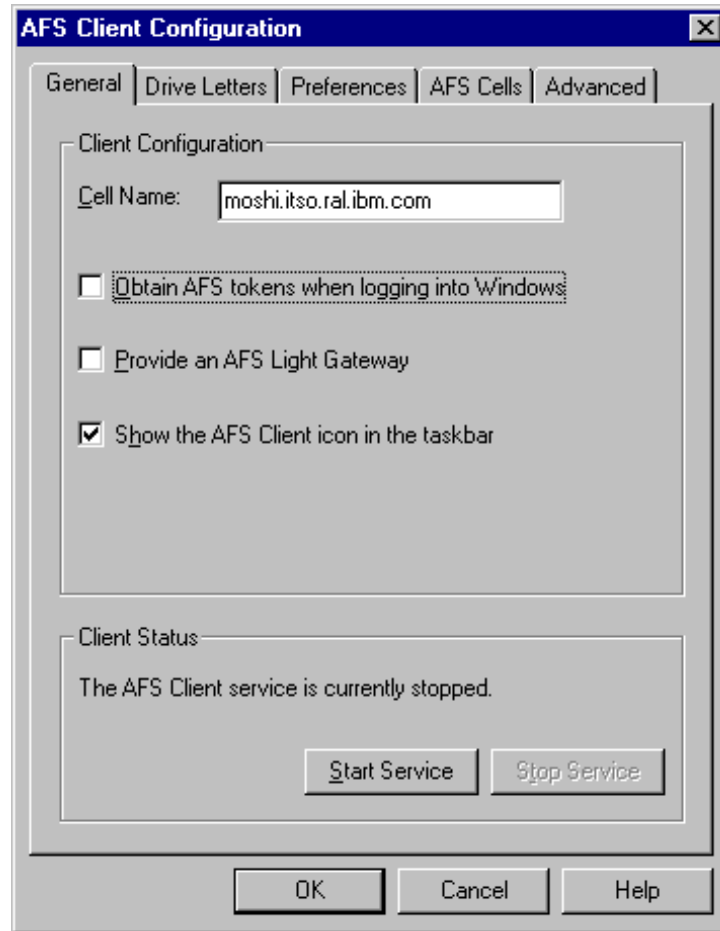 AFS Client Configuration
General Drive Letters Preferences AFS Cells Advanced
Client Configuration
Cell Name: moshi.itso.ral.ibm.com
Obtain AFS tokens when logging into Windows
Provide an AFS Light Gateway
Show the AFS Client icon in the taskbar
Client Status
The AFS Client service is currently stopped.
Start Service Stop Service
OK Cancel Help